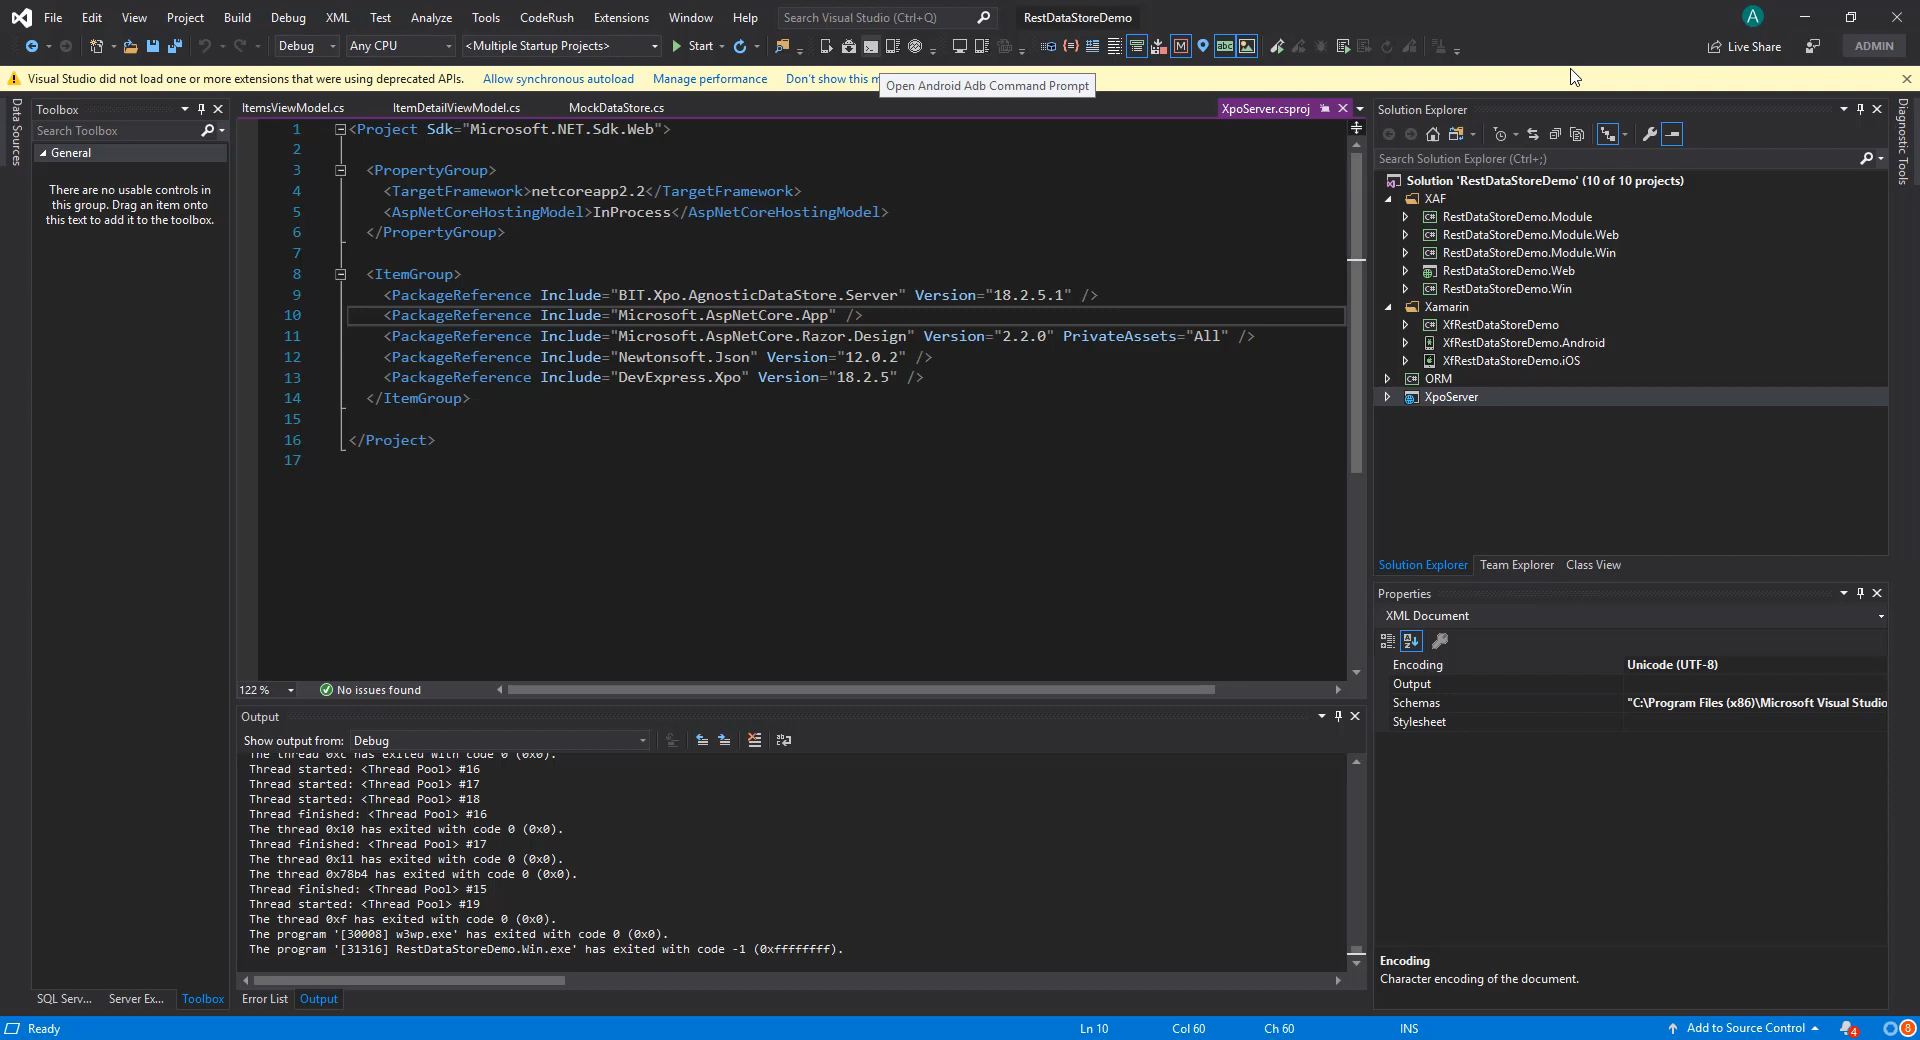 File Edit View Project Build Debug XML Test Analyze Tools CodeRush Extensions Window Help Search Visual Studio (Ctrl+Q) RestDataStoreDemo A
Debug Any CPU <Multiple Startup Projects> Start Live Share ADMIN
Visual Studio did not load one or more extensions that were using deprecated APIs. Allow synchronous autoload Manage performance Don't show this m
Open Android Adb Command Prompt
Data Sources
Toolbox
Search Toolbox
General
There are no usable controls in
this group. Drag an item onto
this text to add it to the toolbox.
SQL Serv... Server Ex... Toolbox
ItemsViewModel.cs ItemDetailViewModel.cs MockDataStore.cs XpoServer.csproj
1 <Project Sdk="Microsoft.NET.Sdk.Web">
2
3 <PropertyGroup>
4 <TargetFramework>netcoreapp2.2</TargetFramework>
5 <AspNetCoreHostingModel>InProcess</AspNetCoreHostingModel>
6 </PropertyGroup>
7
8 <ItemGroup>
9 <PackageReference Include="BIT.Xpo.AgnosticDataStore.Server" Version="18.2.5.1" />
10 <PackageReference Include="Microsoft.AspNetCore.App" />
11 <PackageReference Include="Microsoft.AspNetCore.Razor.Design" Version="2.2.0" PrivateAssets="All" />
12 <PackageReference Include="Newtonsoft.Json" Version="12.0.2" />
13 <PackageReference Include="DevExpress.Xpo" Version="18.2.5" />
14 </ItemGroup>
15
16 </Project>
17
122 % No issues found
Output
Show output from: Debug
The thread 0xc has exited with code 0 (0x0).
Thread started: <Thread Pool> #16
Thread started: <Thread Pool> #17
Thread started: <Thread Pool> #18
Thread finished: <Thread Pool> #16
The thread 0x10 has exited with code 0 (0x0).
Thread finished: <Thread Pool> #17
The thread 0x11 has exited with code 0 (0x0).
The thread 0x78b4 has exited with code 0 (0x0).
Thread finished: <Thread Pool> #15
Thread started: <Thread Pool> #19
The thread 0xf has exited with code 0 (0x0).
The program '[30008] w3wp.exe' has exited with code 0 (0x0).
The program '[31316] RestDataStoreDemo.Win.exe' has exited with code -1 (0xffffffff).
Error List Output
Solution Explorer
Search Solution Explorer (Ctrl+;)
Solution 'RestDataStoreDemo' (10 of 10 projects)
XAF
C# RestDataStoreDemo.Module
C# RestDataStoreDemo.Module.Web
C# RestDataStoreDemo.Module.Win
RestDataStoreDemo.Web
C# RestDataStoreDemo.Win
Xamarin
C# XfRestDataStoreDemo
XfRestDataStoreDemo.Android
XfRestDataStoreDemo.iOS
C# ORM
XpoServer
Solution Explorer Team Explorer Class View
Properties
XML Document
Encoding Unicode (UTF-8)
Output
Schemas "C:\Program Files (x86)\Microsoft Visual Studio
Stylesheet
Encoding
Character encoding of the document.
Diagnostic Tools
Ready Ln 10 Col 60 Ch 60 INS Add to Source Control 4 8